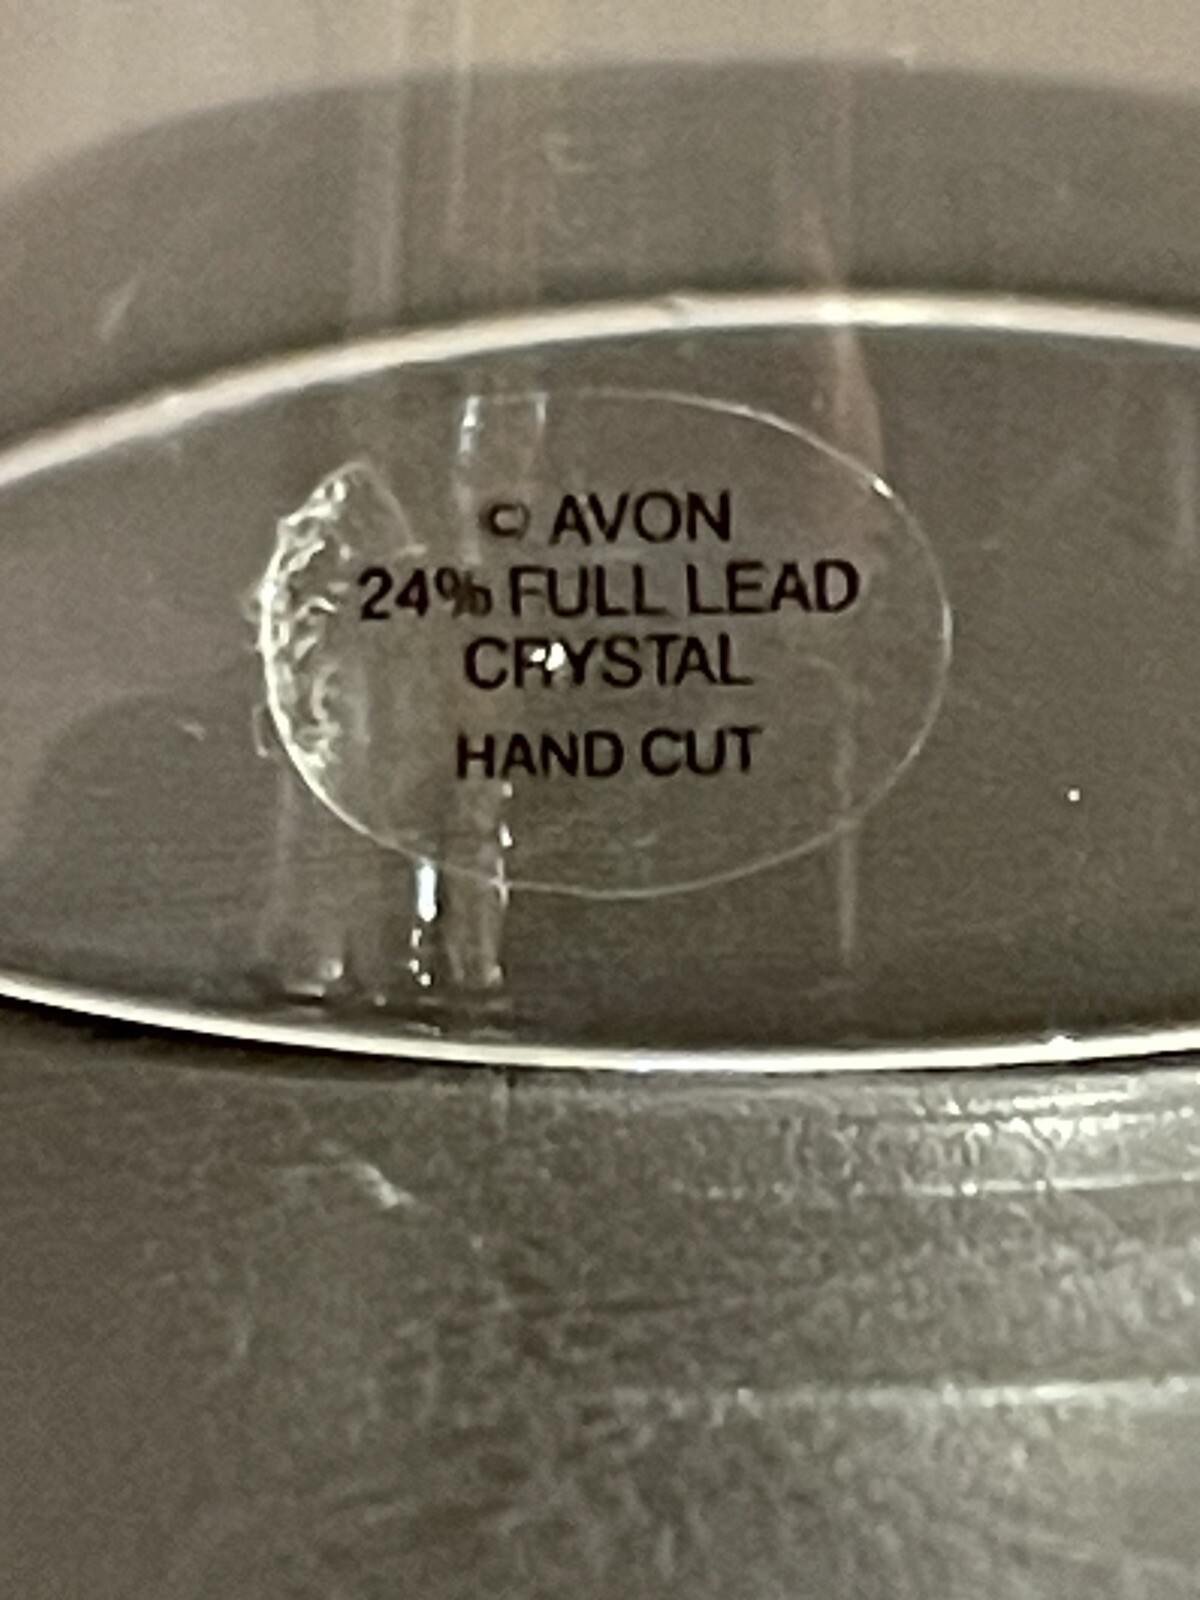 © AVON
24% FULL LEAD
CRYSTAL
HAND CUT